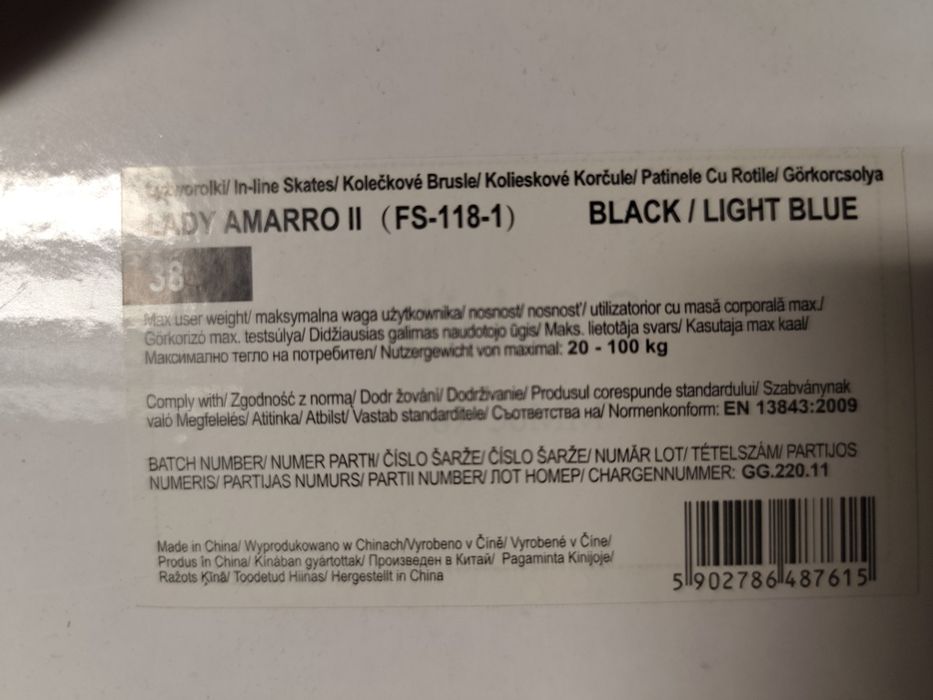 Łyżworolki/ In-line Skates/ Kolečkové Brusle/ Kolieskové Korčule/ Patinele Cu Rotile/ Görkorcsolya
LADY AMARRO II (FS-118-1) BLACK / LIGHT BLUE
38
Max user weight/ maksymalna waga użytkownika/ nosnost/ nosnosť/ utilizatorior cu masă corporală max./
Görkorizó max. testsúlya/ Didžiausias galimas naudotojo ūgis/ Maks. lietotāja svars/ Kasutaja max kaal/
Максимално тегло на потребител/ Nutzergewicht von maximal: 20 - 100 kg
Comply with/ Zgodność z normą/ Dodr žování/ Dodrživanie/ Produsul corespunde standardului/ Szabványnak
való Megfelelés/ Atitinka/ Atbilst/ Vastab standarditele/ Съответства на/ Normenkonform: EN 13843:2009
BATCH NUMBER/ NUMER PARTII/ ČÍSLO ŠARŽE/ ČÍSLO ŠARŽE/ NUMĂR LOT/ TÉTELSZÁM/ PARTIJOS
NUMERIS/ PARTIJAS NUMURS/ PARTII NUMBER/ ЛОТ НОМЕР/ CHARGENNUMMER: GG.220.11
Made in China/ Wyprodukowano w Chinach/Vyrobeno v Číně/ Vyrobené v Číne/
Produs în China/ Kínában gyártottak/ Произведен в Китай/ Pagaminta Kinijoje/
Ražots Ķīnā/ Toodetud Hiinas/ Hergestellt in China
5 902786 487615